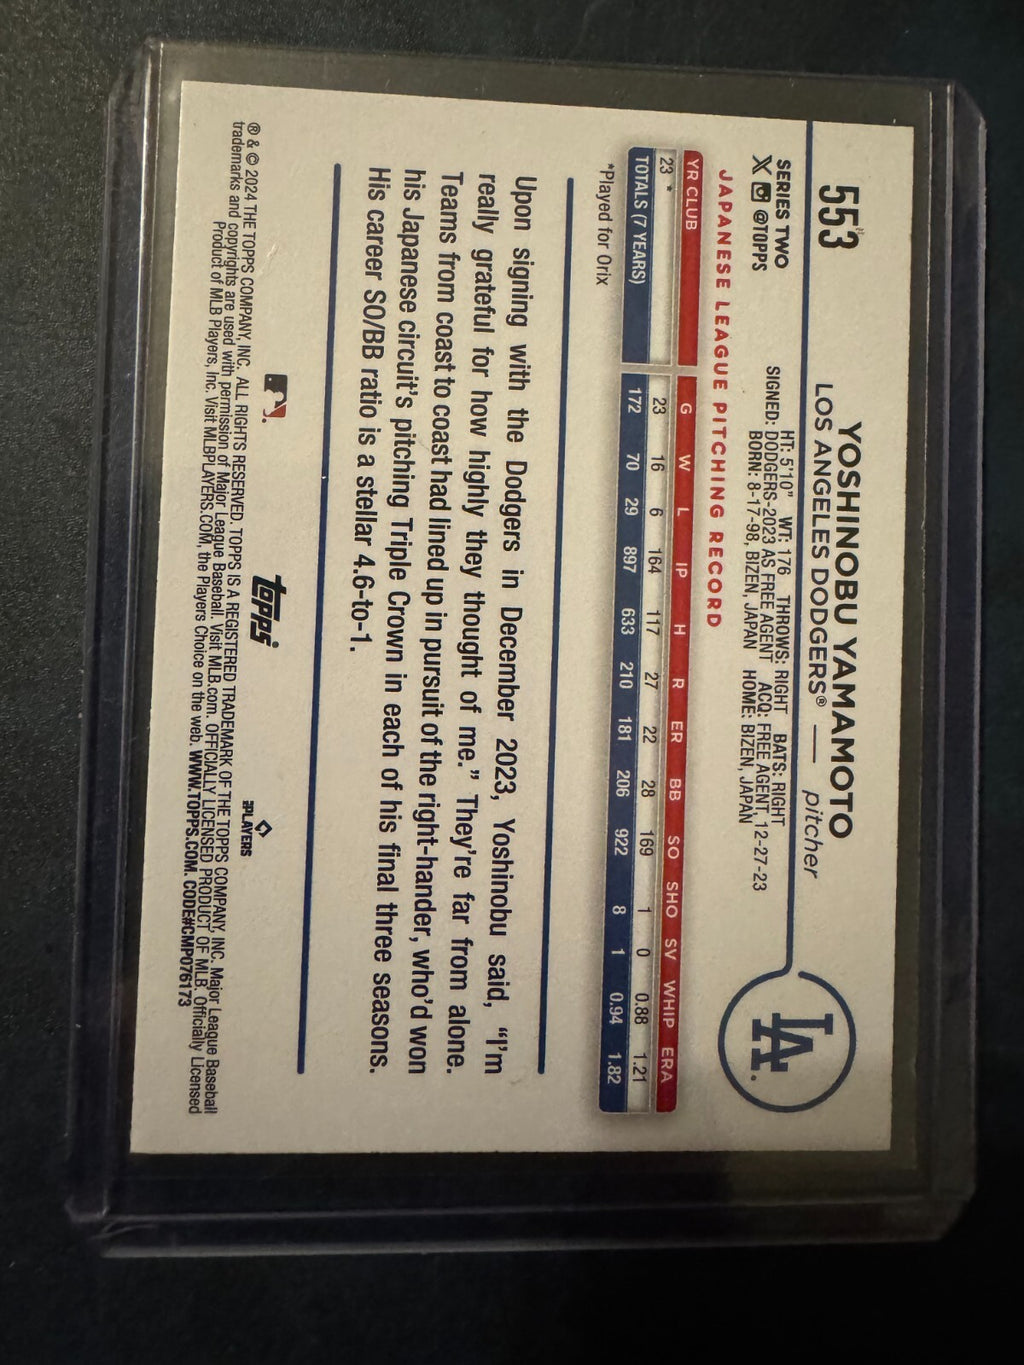 553
YOSHINOBU YAMAMOTO
LOS ANGELES DODGERS® — pitcher
SERIES TWO
@TOPPS
HT: 5'10" WT: 176 THROWS: RIGHT BATS: RIGHT
SIGNED: DODGERS-2023 AS FREE AGENT ACQ: FREE AGENT, 12-27-23
BORN: 8-17-98, BIZEN, JAPAN HOME: BIZEN, JAPAN
LA
JAPANESE LEAGUE PITCHING RECORD
YR CLUB G W L IP H R ER BB SO SHO SV WHIP ERA
23 * 23 16 6 164 117 27 22 28 169 1 0 0.88 1.21
TOTALS (7 YEARS) 172 70 29 897 633 210 181 206 922 8 1 0.94 1.82
*Played for Orix
Upon signing with the Dodgers in December 2023, Yoshinobu said, “I’m
really grateful for how highly they thought of me.” They’re far from alone.
Teams from coast to coast had lined up in pursuit of the right-hander, who’d won
his Japanese circuit’s pitching Triple Crown in each of his final three seasons.
His career SO/BB ratio is a stellar 4.6-to-1.
topps
PLAYERS
® & © 2024 THE TOPPS COMPANY, INC. ALL RIGHTS RESERVED. TOPPS IS A REGISTERED TRADEMARK OF THE TOPPS COMPANY, INC. Major League Baseball
trademarks and copyrights are used with permission of Major League Baseball. Visit MLB.com. OFFICIALLY LICENSED PRODUCT OF MLB. Officially Licensed
Product of MLB Players, Inc. Visit MLBPLAYERS.COM, the Players Choice on the web. WWW.TOPPS.COM. CODE#CMP076173